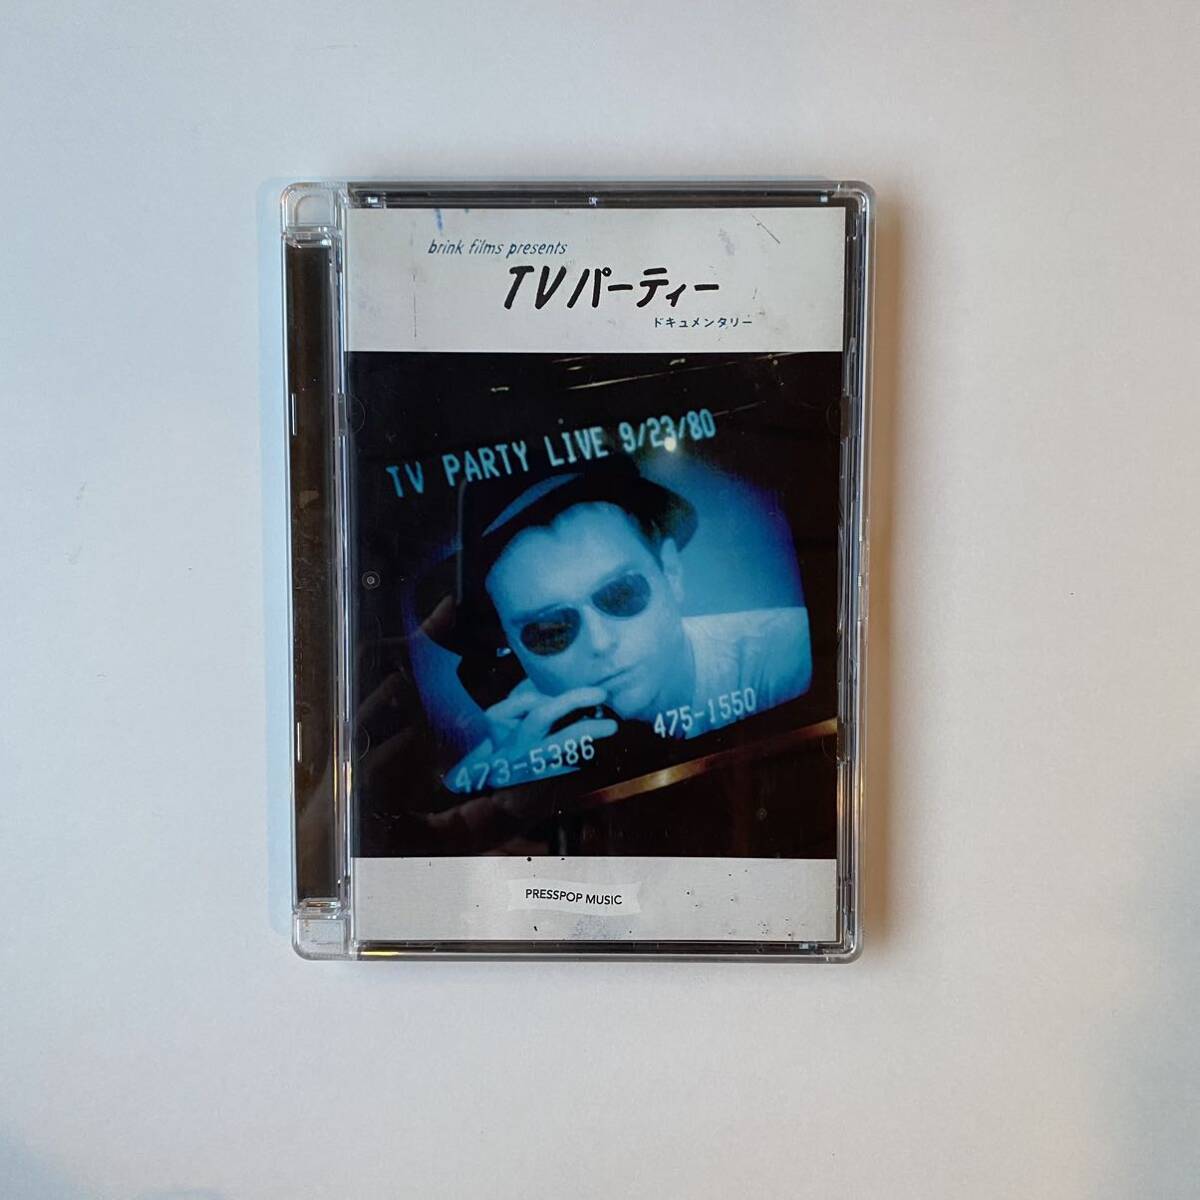 brink films presents
TVパーティー
ドキュメンタリー
TV PARTY LIVE 9/23/80
475-1550
473-5386
PRESSPOP MUSIC